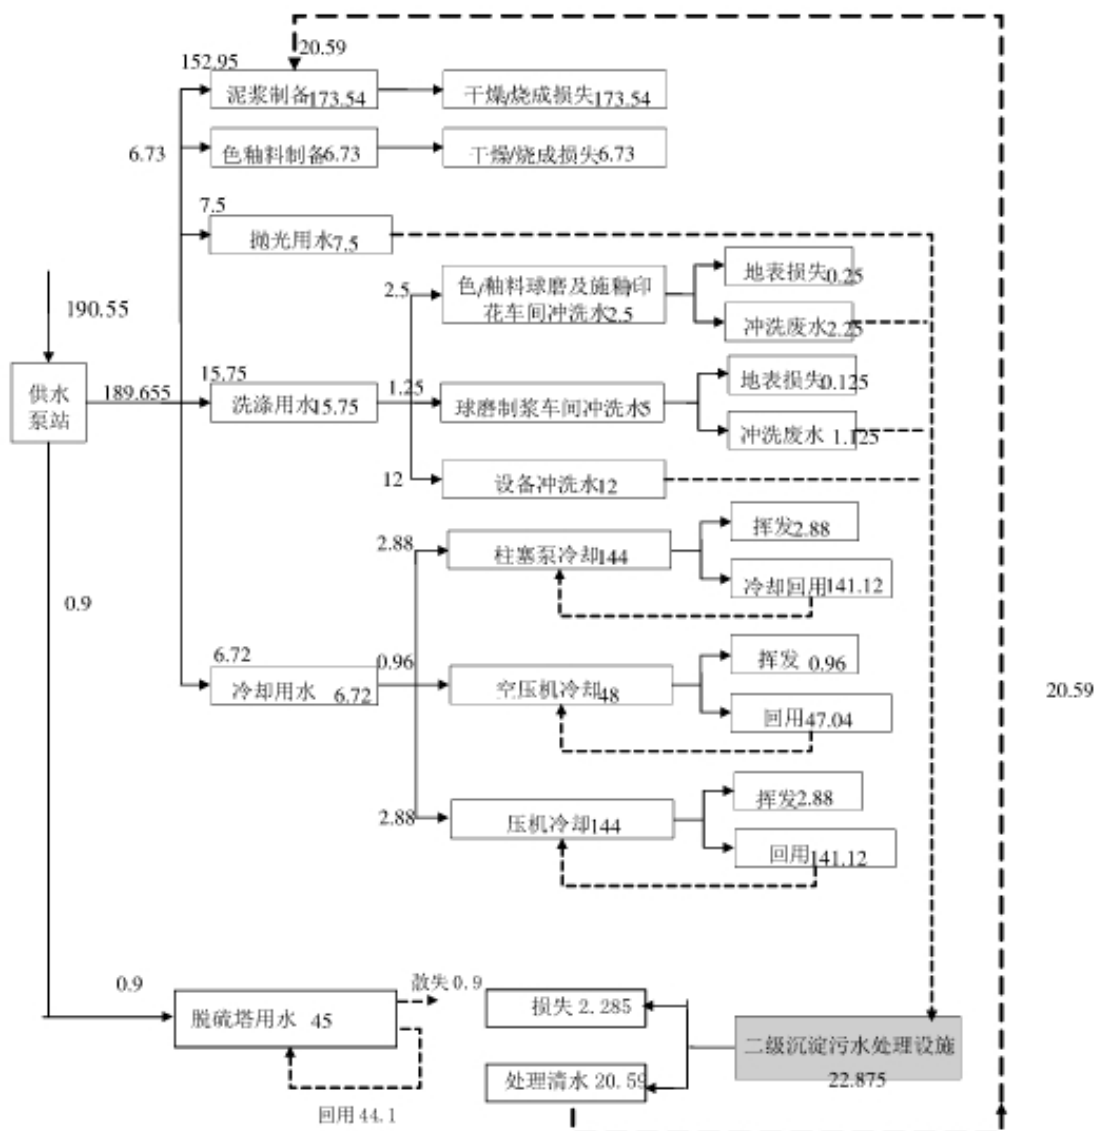 20.59
152.95
泥浆制备173.54
干燥/烧成损失173.54
6.73
色釉料制备6.73
干燥/烧成损失6.73
7.5
抛光用水7.5
190.55
供水
泵站
189.655
2.5
色/釉料球磨及施釉印
花车间冲洗水2.5
地表损失0.25
冲洗废水2.25
15.75
洗涤用水15.75
1.25
球磨制浆车间冲洗水5
地表损失0.125
冲洗废水 1.125
12
设备冲洗水12
2.88
柱塞泵冷却144
挥发2.88
冷却回用141.12
0.9
6.72
冷却用水 6.72
0.96
空压机冷却48
挥发 0.96
回用47.04
20.59
2.88
压机冷却144
挥发2.88
回用141.12
0.9
脱硫塔用水 45
散失 0.9
回用 44.1
损失 2.285
处理清水 20.59
二级沉淀污水处理设施
22.875